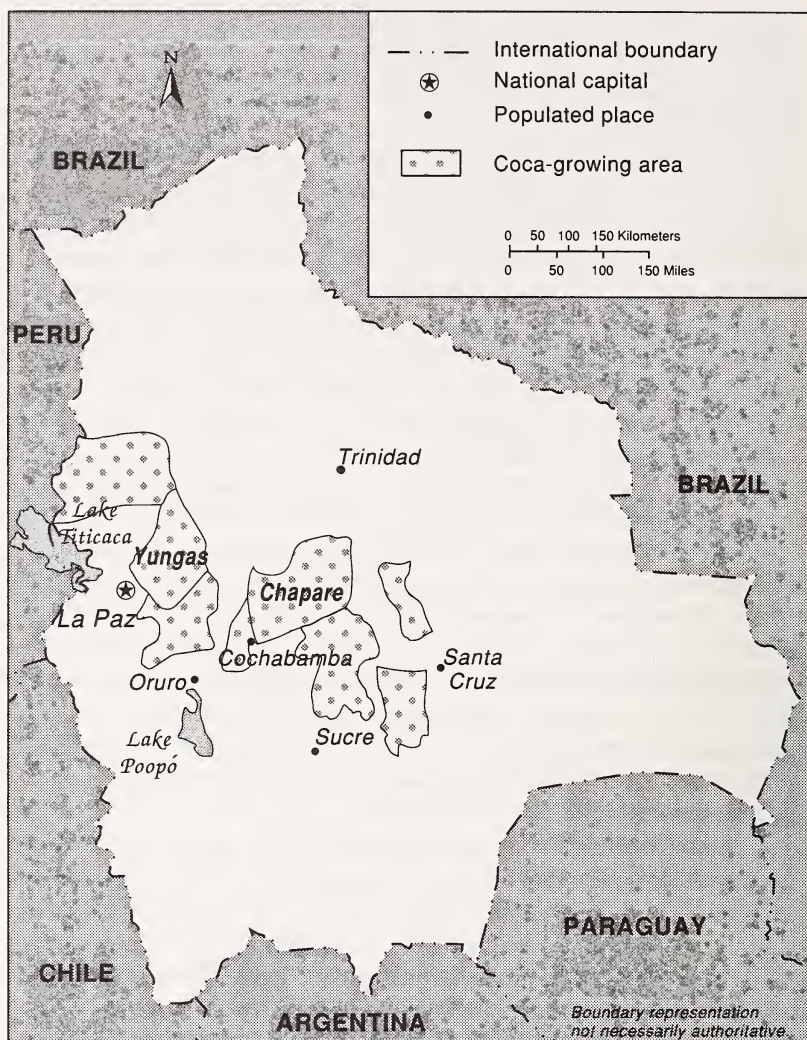 N
International boundary
National capital
Populated place
Coca-growing area
0 50 100 150 Kilometers
0 50 100 150 Miles
BRAZIL
PERU
Trinidad
BRAZIL
Lake
Titicaca
Yungas
Chapare
La Paz
Cochabamba
Santa
Cruz
Oruro
Lake
Poopó
Sucre
PARAGUAY
CHILE
ARGENTINA
Boundary representation
not necessarily authoritative.